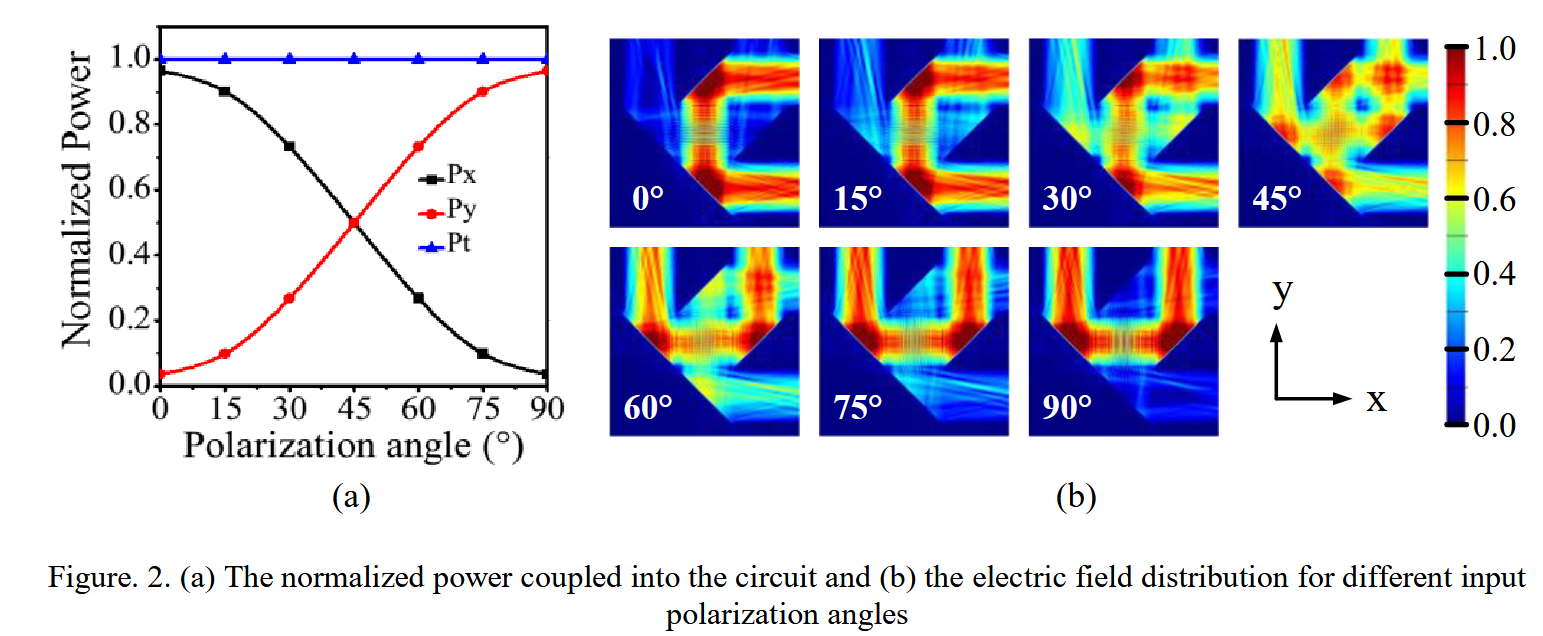 Normalized Power
1.0
0.8
0.6
0.4
0.2
0.0
Px
Py
Pt
0 15 30 45 60 75 90
Polarization angle (°)
(a)
0° 15° 30° 45°
60° 75° 90°
y
x
1.0
0.8
0.6
0.4
0.2
0.0
(b)
Figure. 2. (a) The normalized power coupled into the circuit and (b) the electric field distribution for different input
polarization angles